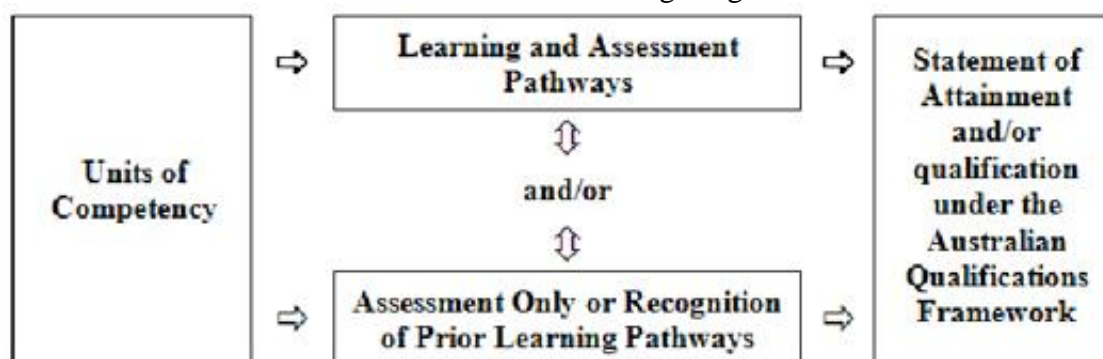 Units of
Competency
Learning and Assessment
Pathways
and/or
Assessment Only or Recognition
of Prior Learning Pathways
Statement of
Attainment
and/or
qualification
under the
Australian
Qualifications
Framework